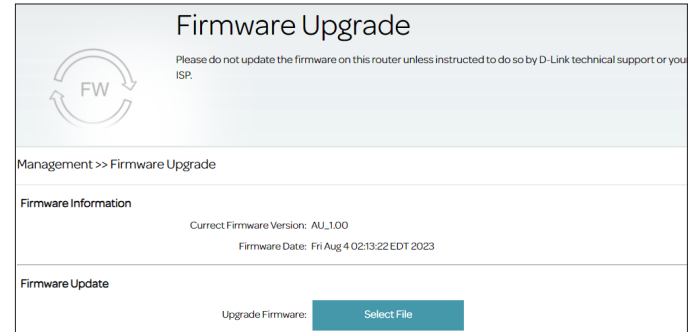 Firmware Upgrade
Please do not update the firmware on this router unless instructed to do so by D-Link technical support or your
ISP.
FW
Management >> Firmware Upgrade
Firmware Information
Currect Firmware Version: AU_1.00
Firmware Date: Fri Aug 4 02:13:22 EDT 2023
Firmware Update
Upgrade Firmware: Select File